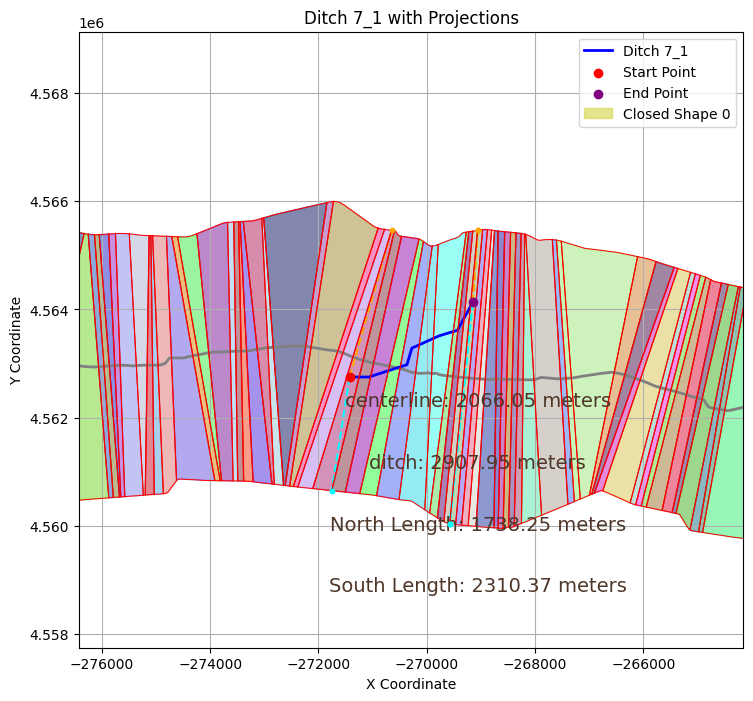 Ditch 7_1 with Projections
1e6
Ditch 7_1
Start Point
End Point
Closed Shape 0
4.568
4.566
4.564
4.562
4.560
4.558
Y Coordinate
centerline: 2066.05 meters
ditch: 2907.95 meters
North Length: 1738.25 meters
South Length: 2310.37 meters
−276000 −274000 −272000 −270000 −268000 −266000
X Coordinate